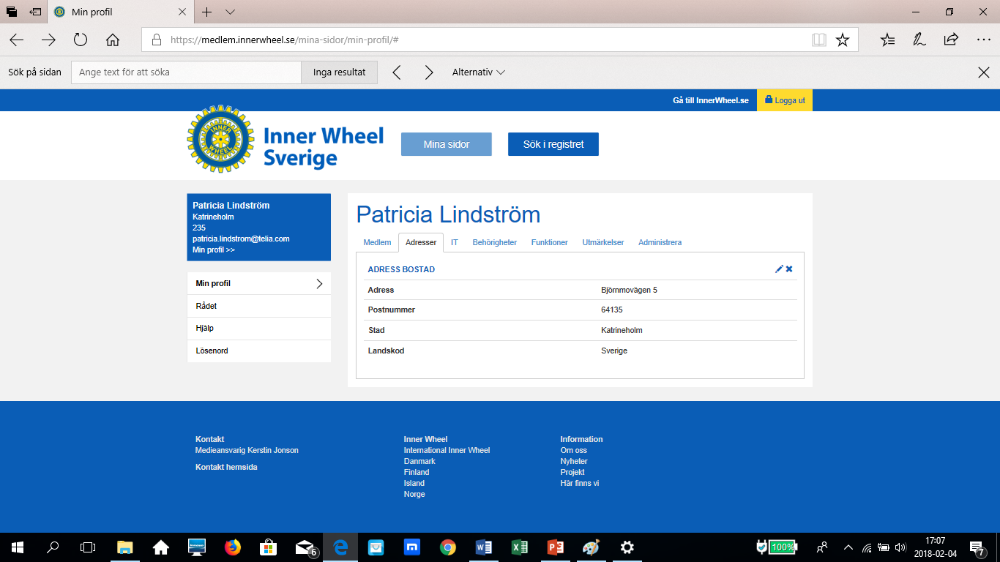 Min profil
https://medlem.innerwheel.se/mina-sidor/min-profil/#
Sök på sidan Ange text för att söka Inga resultat Alternativ
Gå till InnerWheel.se Logga ut
INNER
WHEEL
Inner Wheel
Sverige
Mina sidor Sök i registret
Patricia Lindström
Katrineholm
235
patricia.lindstrom@telia.com
Min profil >>
Min profil
Rådet
Hjälp
Lösenord
Patricia Lindström
Medlem Adresser IT Behörigheter Funktioner Utmärkelser Administrera
ADRESS BOSTAD
Adress Björnmovägen 5
Postnummer 64135
Stad Katrineholm
Landskod Sverige
Kontakt
Medieansvarig Kerstin Jonson
Kontakt hemsida
Inner Wheel
International Inner Wheel
Danmark
Finland
Island
Norge
Information
Om oss
Nyheter
Projekt
Här finns vi
6
100%
17:07
2018-02-04
7